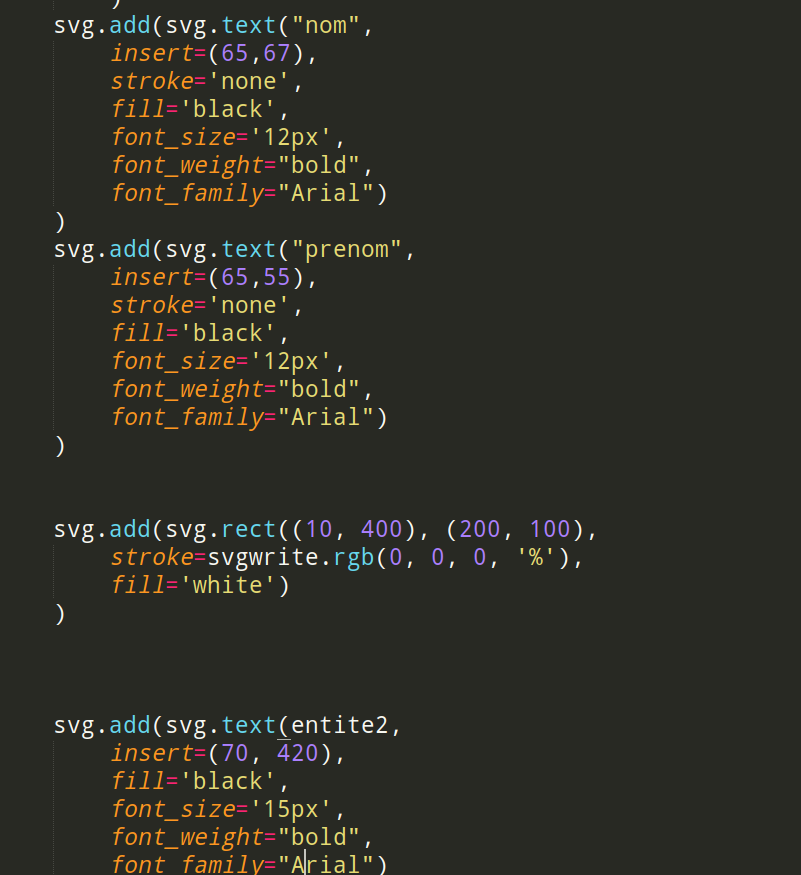 )
svg.add(svg.text("nom",
    insert=(65,67),
    stroke='none',
    fill='black',
    font_size='12px',
    font_weight="bold",
    font_family="Arial")
)
svg.add(svg.text("prenom",
    insert=(65,55),
    stroke='none',
    fill='black',
    font_size='12px',
    font_weight="bold",
    font_family="Arial")
)
svg.add(svg.rect((10, 400), (200, 100),
    stroke=svgwrite.rgb(0, 0, 0, '%'),
    fill='white')
)
svg.add(svg.text(entite2,
    insert=(70, 420),
    fill='black',
    font_size='15px',
    font_weight="bold",
    font_family="Arial")